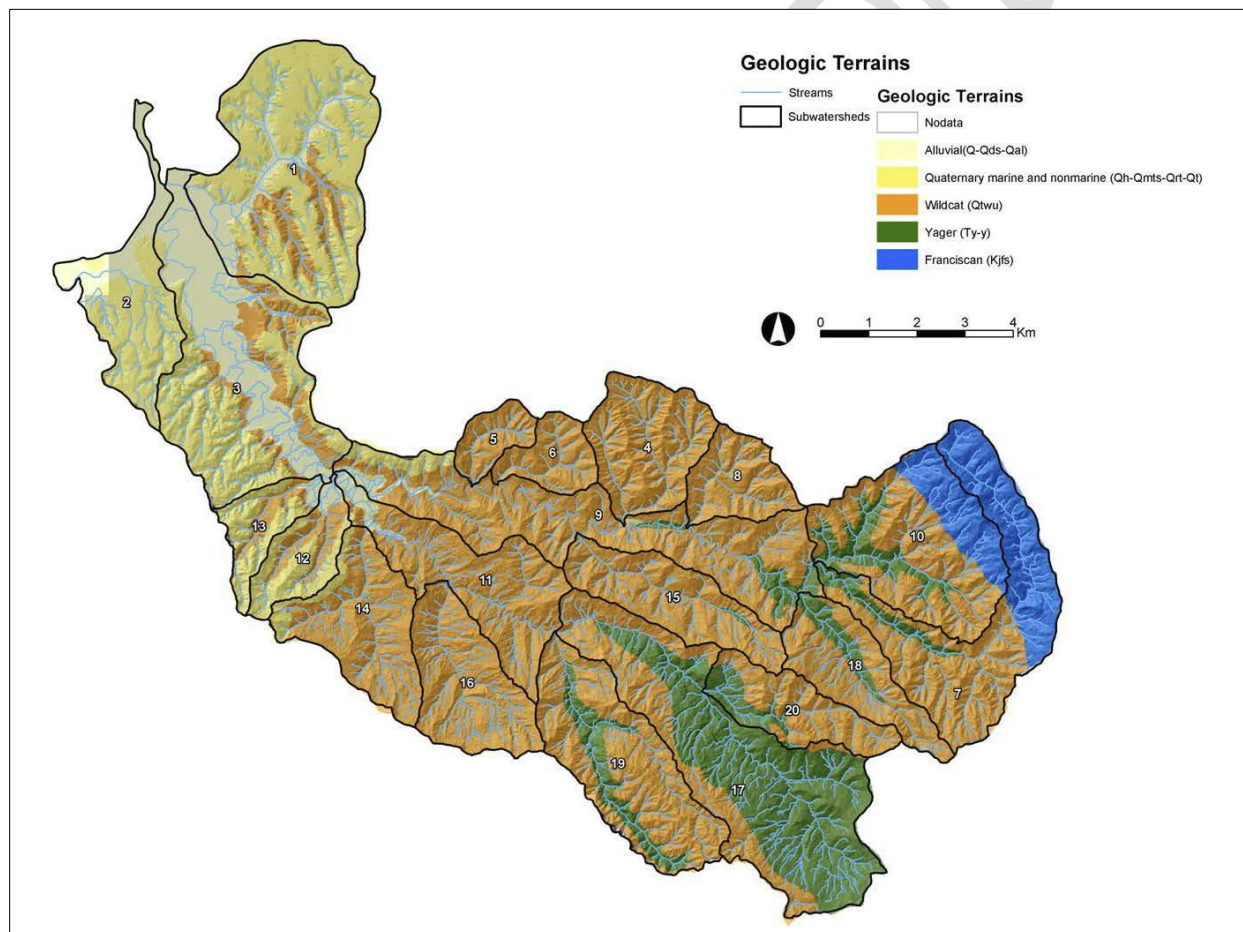 Geologic Terrains
Streams
Subwatersheds
Geologic Terrains
Nodata
Alluvial(Q-Qds-Qal)
Quaternary marine and nonmarine (Qh-Qmts-Qrt-Qt)
Wildcat (Qtwu)
Yager (Ty-y)
Franciscan (Kjfs)
0 1 2 3 4
Km
1
2
3
5
6
4
8
9
10
13
12
11
14
15
16
18
7
20
19
17